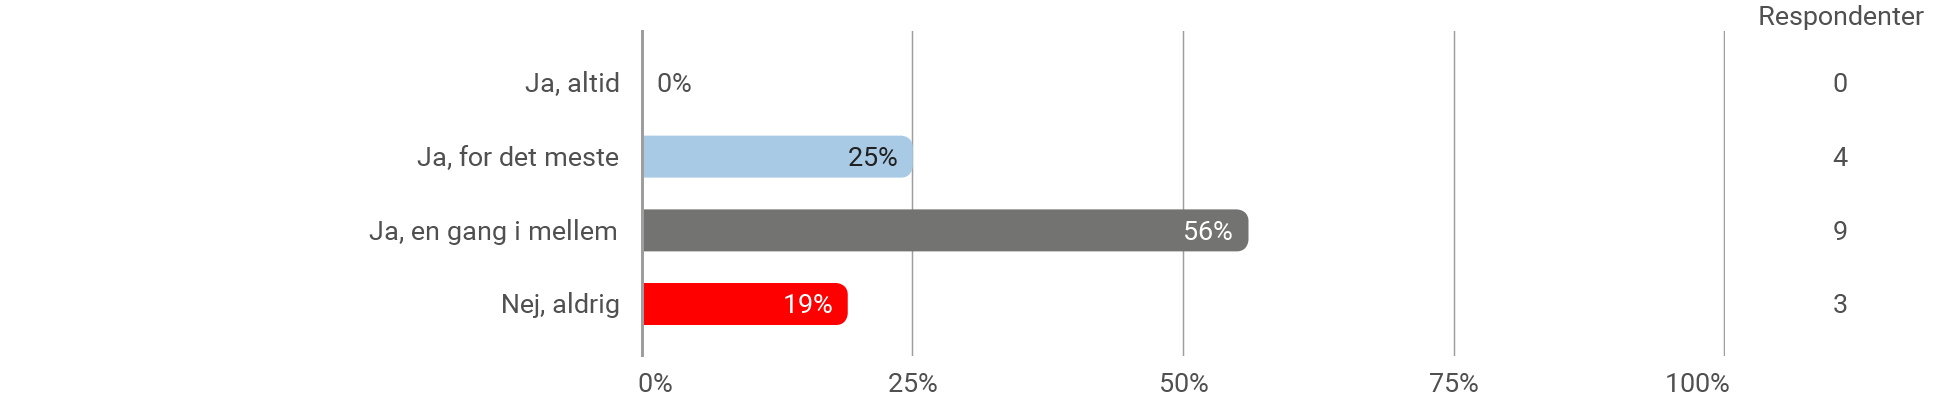 Respondenter
Ja, altid 0% 0
Ja, for det meste 25% 4
Ja, en gang i mellem 56% 9
Nej, aldrig 19% 3
0% 25% 50% 75% 100%